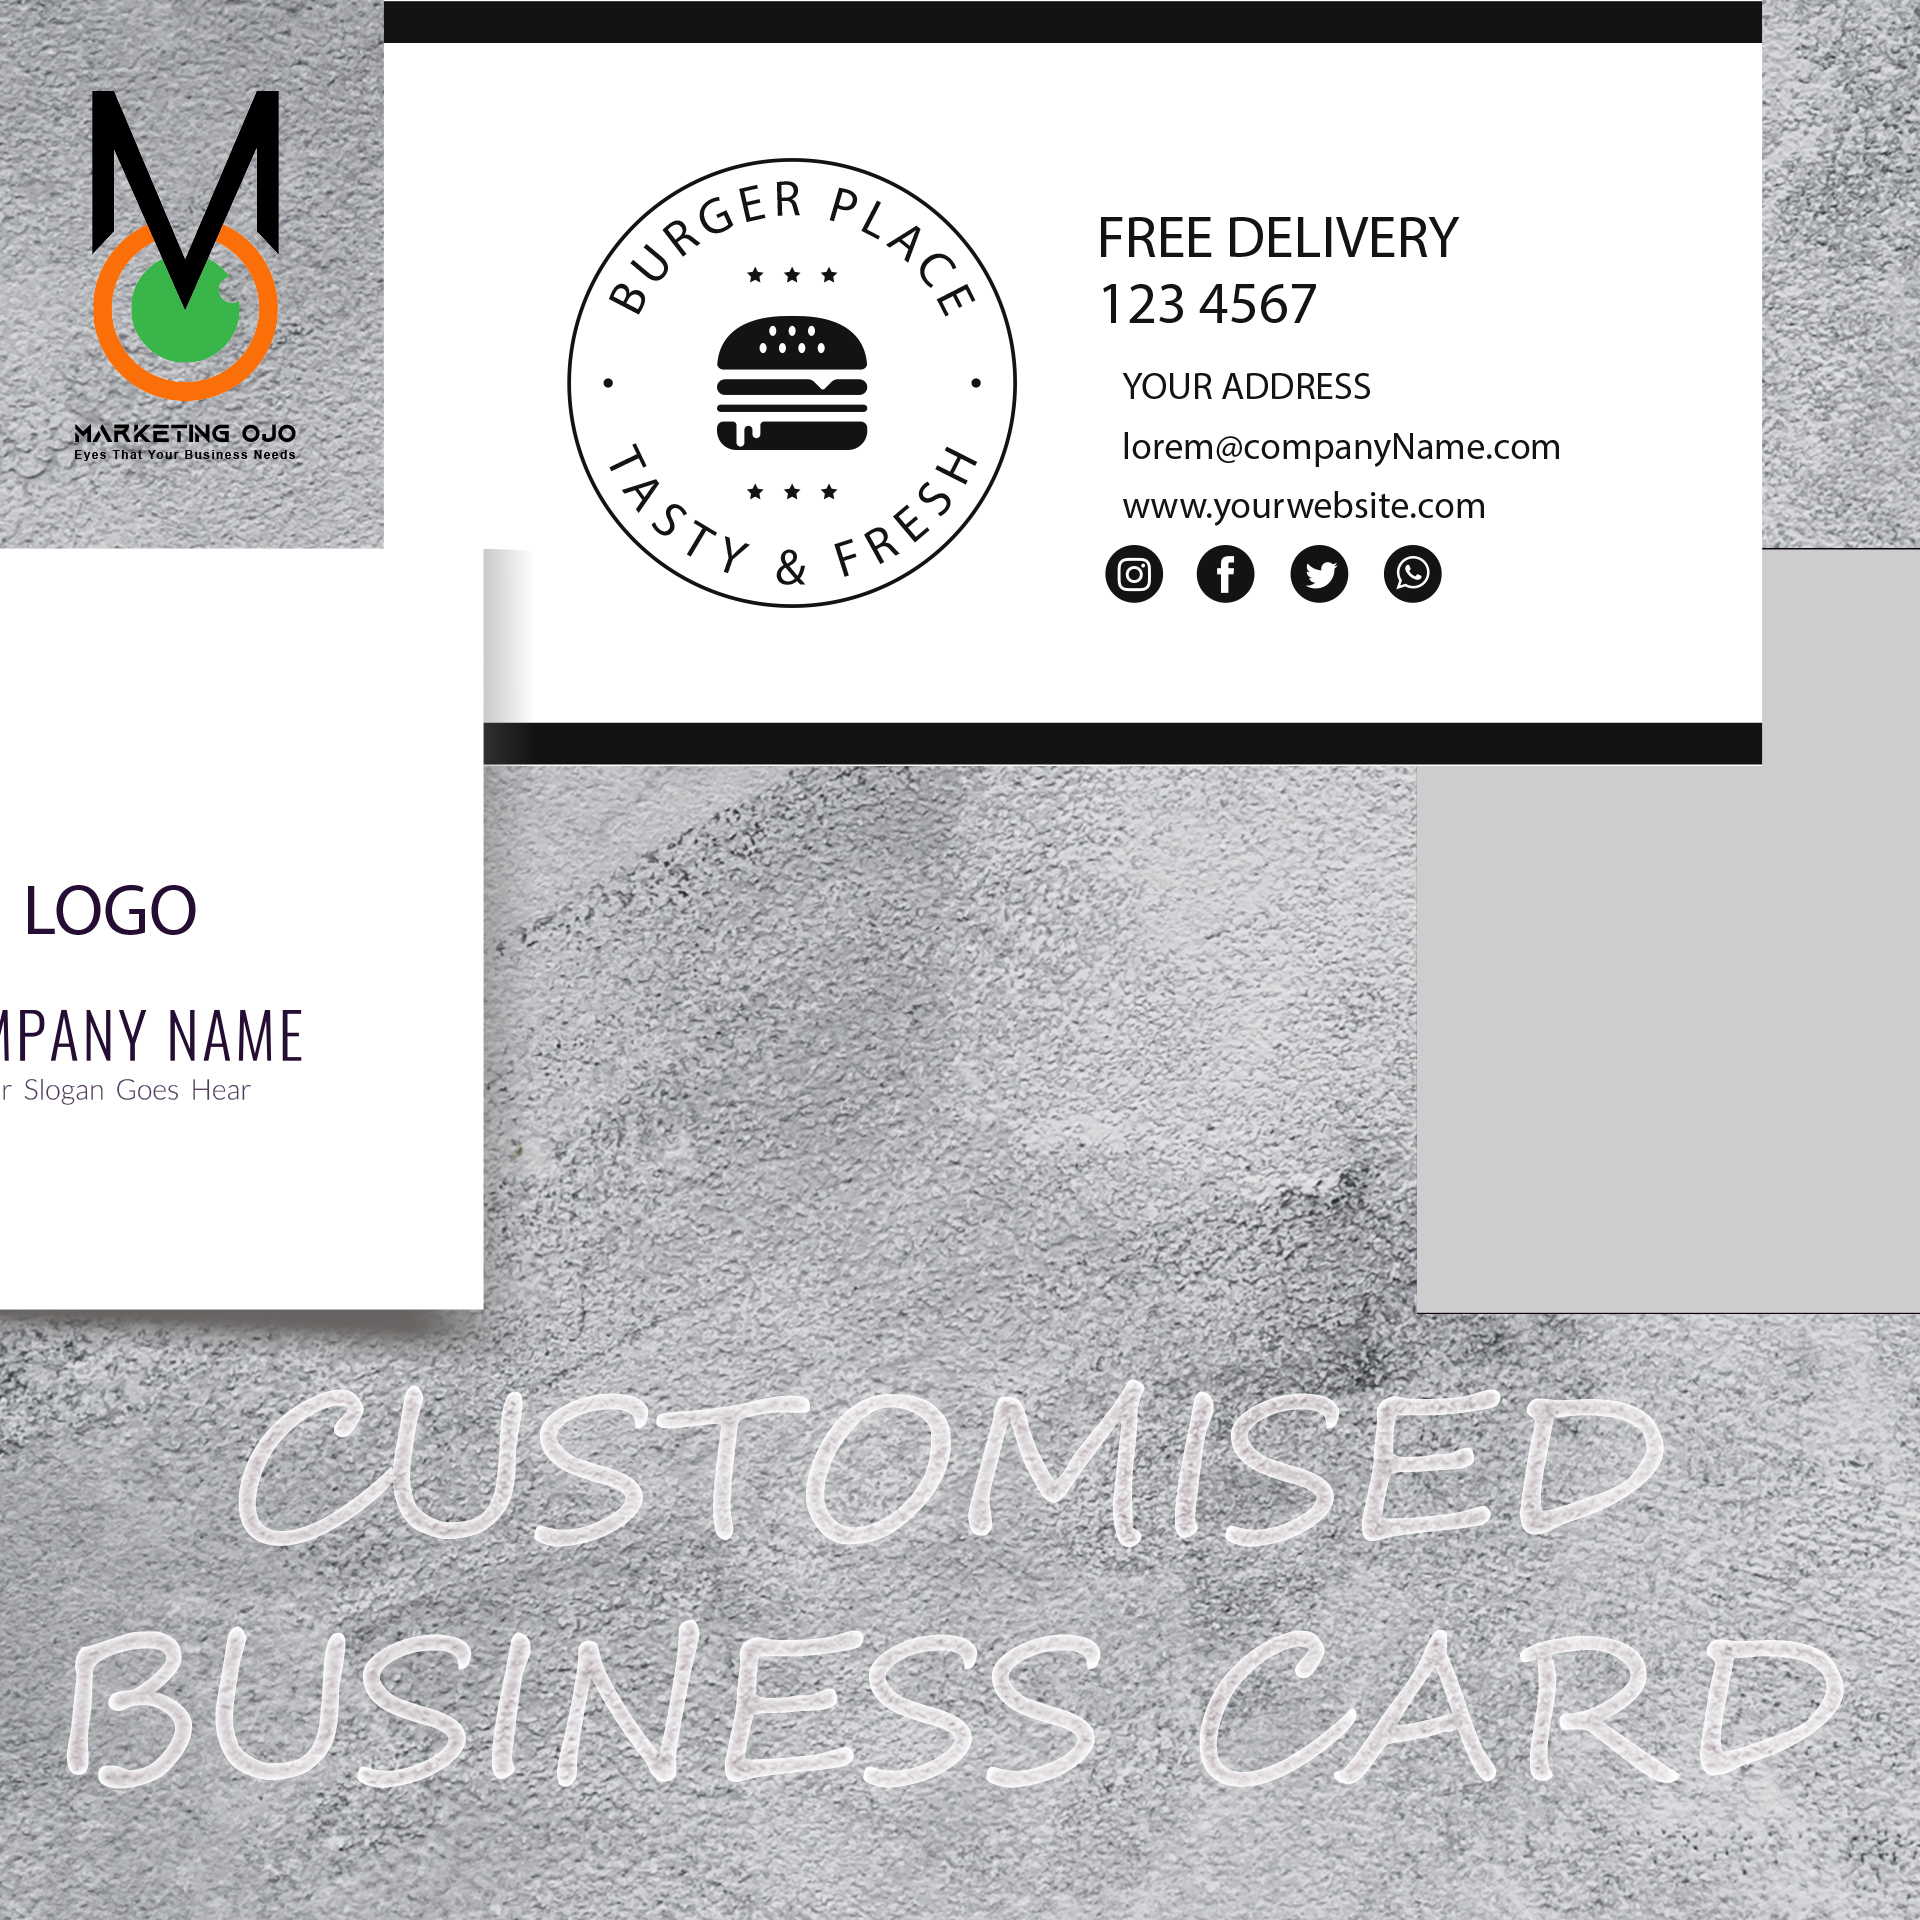 MARKETING OJO
Eyes That Your Business Needs
BURGER PLACE
TASTY & FRESH
FREE DELIVERY
123 4567
YOUR ADDRESS
lorem@companyName.com
www.yourwebsite.com
LOGO
MPANY NAME
r Slogan Goes Hear
CUSTOMISED
BUSINESS CARD